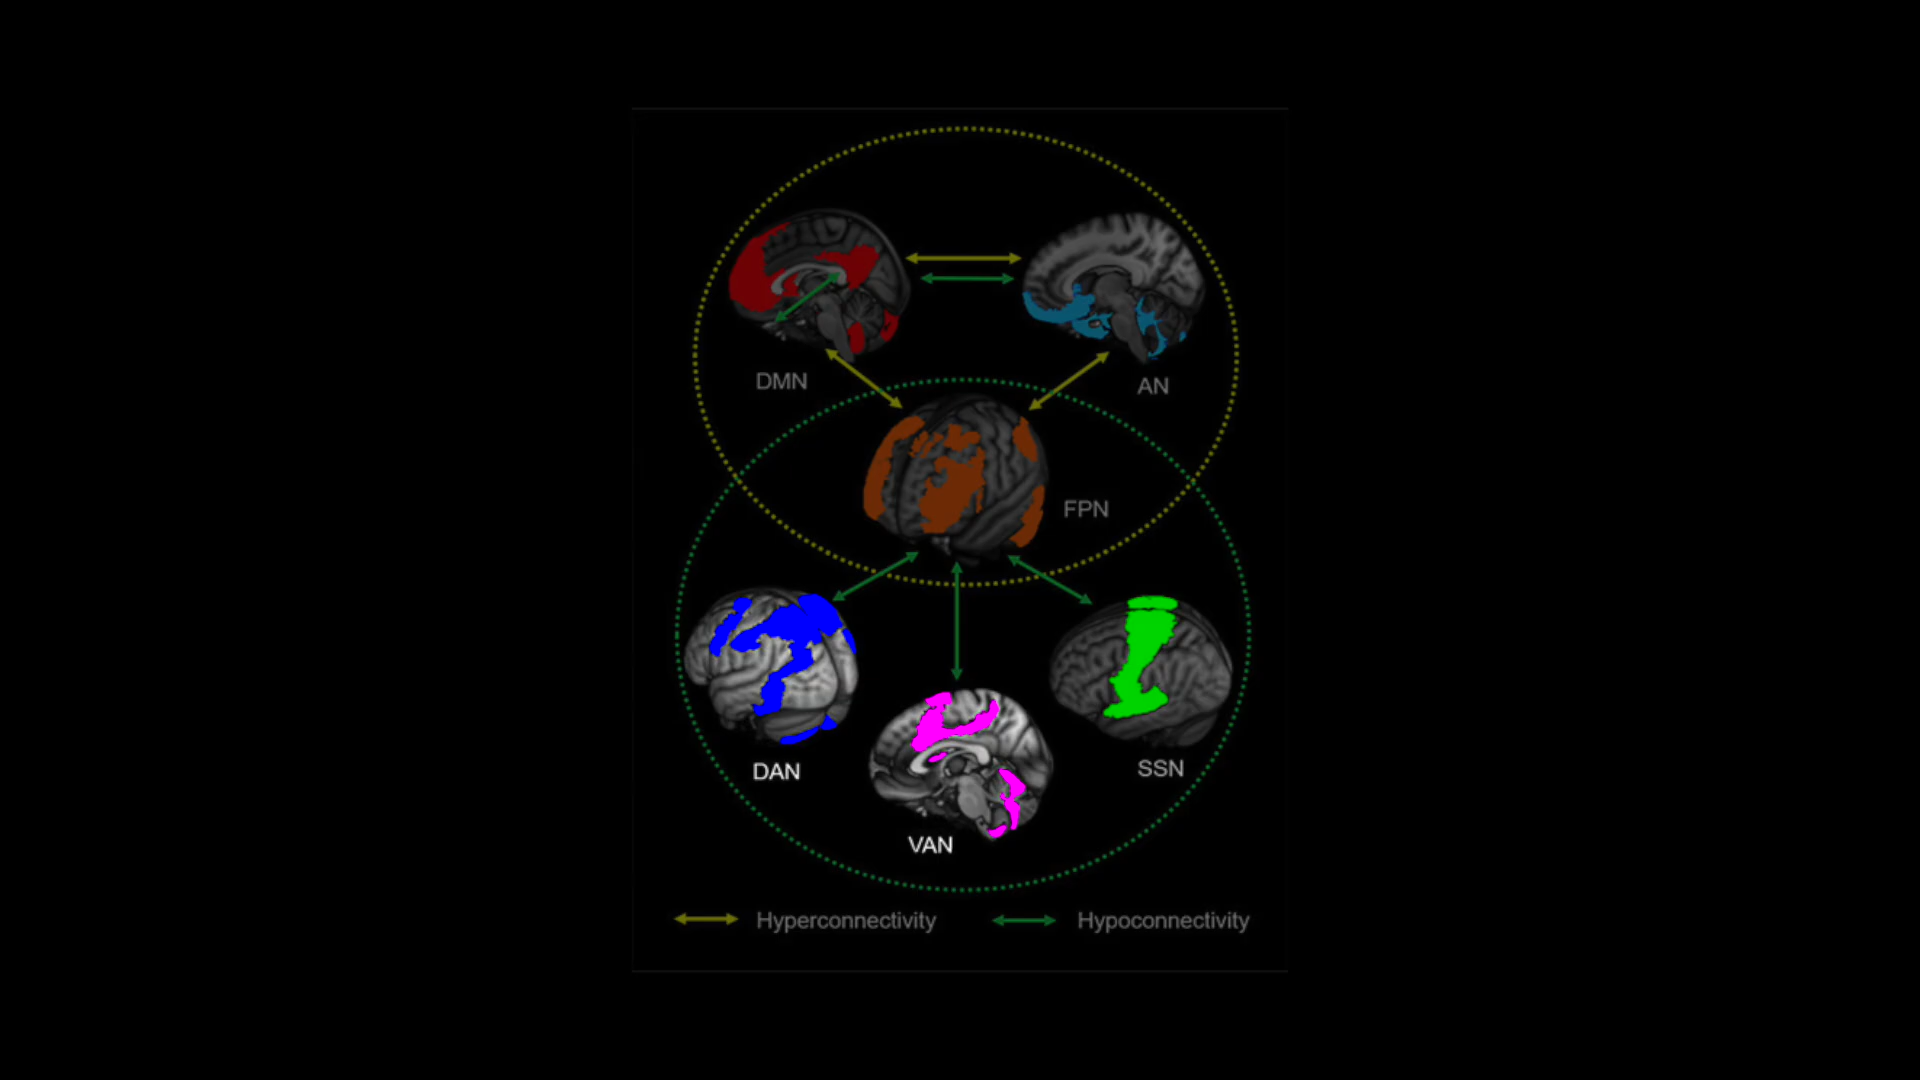 DMN
AN
FPN
DAN
SSN
VAN
Hyperconnectivity
Hypoconnectivity